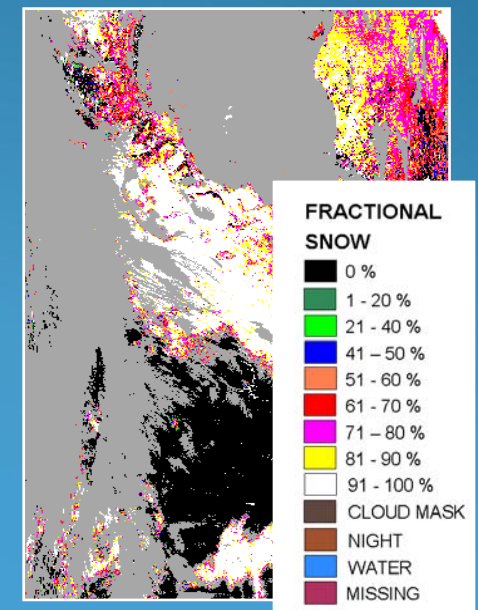 FRACTIONAL
SNOW
0 %
1 - 20 %
21 - 40 %
41 – 50 %
51 - 60 %
61 - 70 %
71 – 80 %
81 - 90 %
91 - 100 %
CLOUD MASK
NIGHT
WATER
MISSING